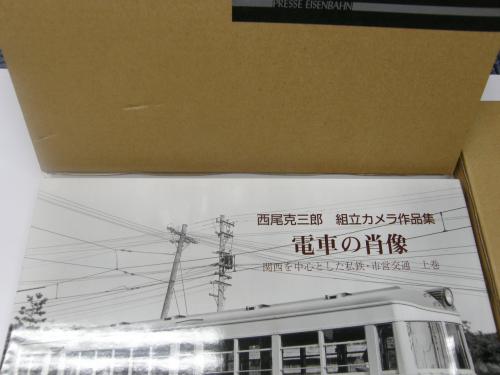 PRESSE EISENBAHN
西尾克三郎　組立カメラ作品集
電車の肖像
関西を中心とした私鉄・市営交通　上巻